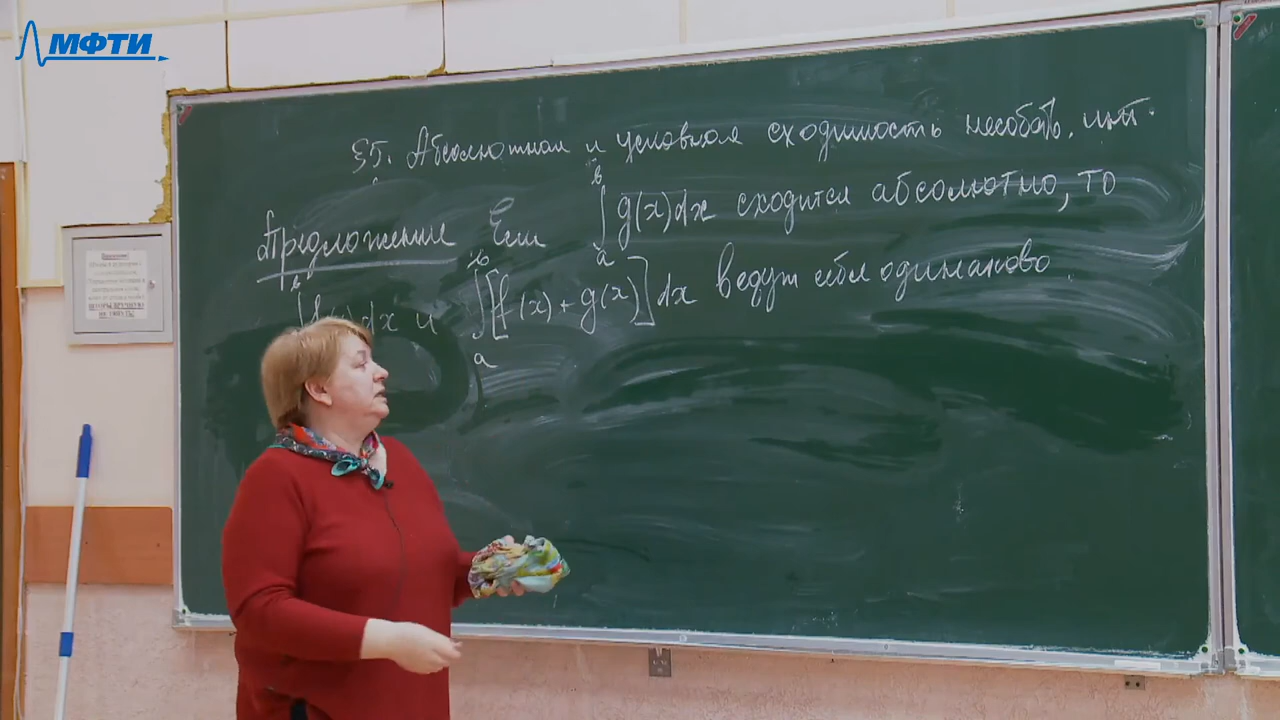 МФТИ
§5. Абсолютная и условная сходимость несобств. инт.
Предложение Если ∫ₐᵇ g(x)dx сходится абсолютно, то
dx и ∫ₐᵇ [f(x) + g(x)] dx ведут себя одинаково.